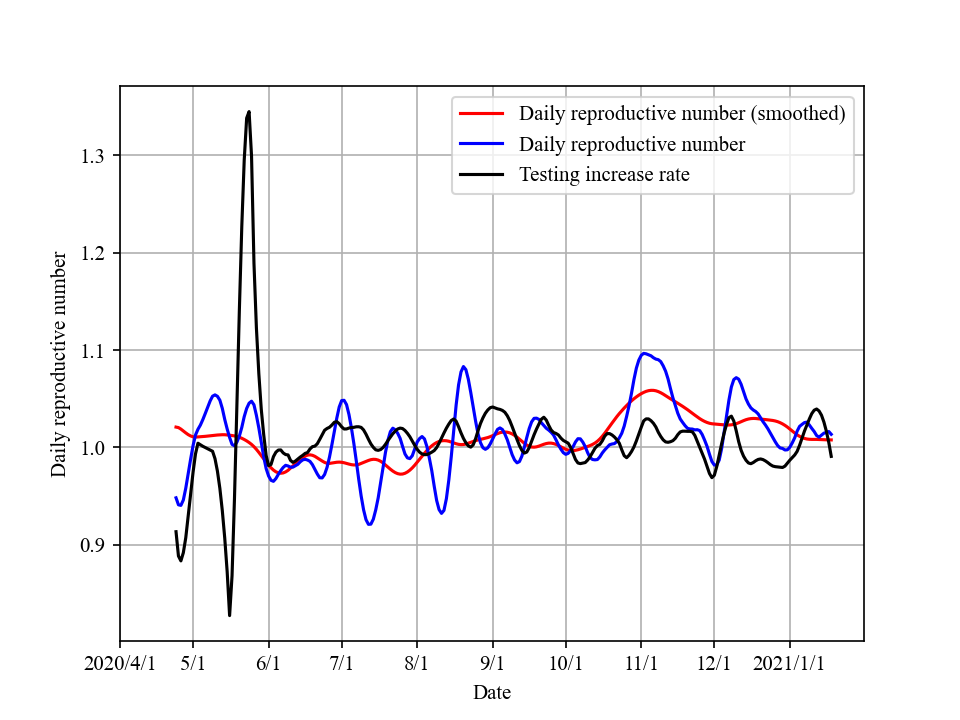 Daily reproductive number (smoothed)
Daily reproductive number
Testing increase rate
Daily reproductive number
1.3
1.2
1.1
1.0
0.9
2020/4/1 5/1 6/1 7/1 8/1 9/1 10/1 11/1 12/1 2021/1/1
Date